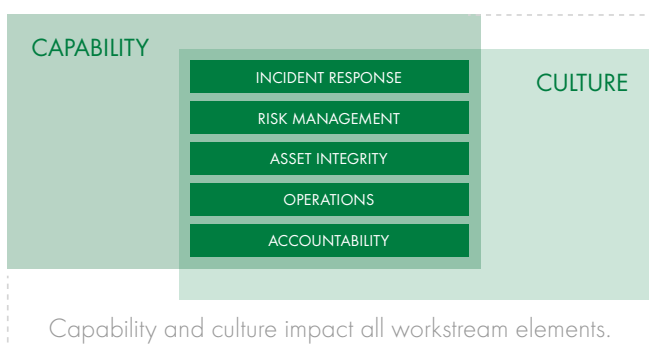 CAPABILITY
CULTURE
INCIDENT RESPONSE
RISK MANAGEMENT
ASSET INTEGRITY
OPERATIONS
ACCOUNTABILITY
Capability and culture impact all workstream elements.